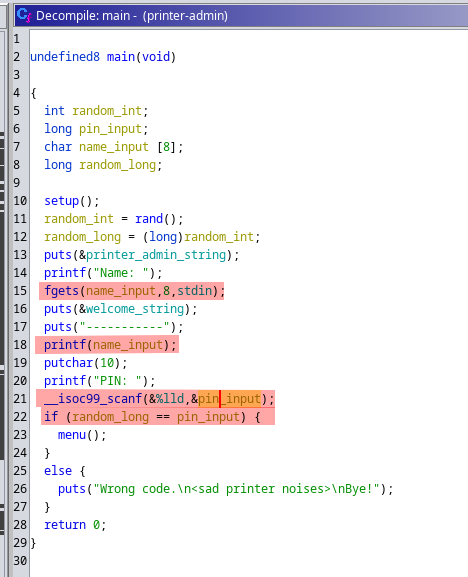 Decompile: main - (printer-admin)
1
2 undefined8 main(void)
3
4 {
5 int random_int;
6 long pin_input;
7 char name_input [8];
8 long random_long;
9
10 setup();
11 random_int = rand();
12 random_long = (long)random_int;
13 puts(&printer_admin_string);
14 printf("Name: ");
15 fgets(name_input,8,stdin);
16 puts(&welcome_string);
17 puts("-----------");
18 printf(name_input);
19 putchar(10);
20 printf("PIN: ");
21 __isoc99_scanf(&%lld,&pin_input);
22 if (random_long == pin_input) {
23 menu();
24 }
25 else {
26 puts("Wrong code.\n<sad printer noises>\nBye!");
27 }
28 return 0;
29 }
30